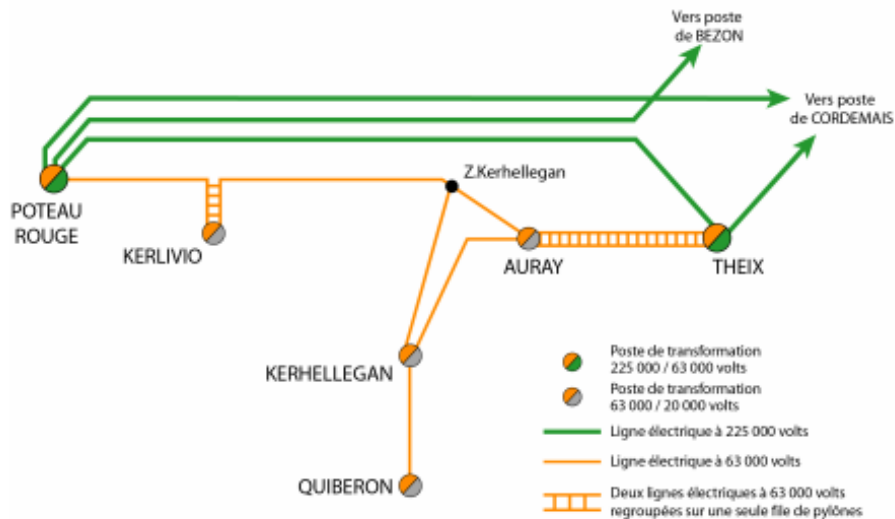 Vers poste
de BEZON
Vers poste
de CORDEMAIS
Z.Kerhellegan
POTEAU
ROUGE
KERLIVIO
AURAY
THEIX
KERHELLEGAN
QUIBERON
Poste de transformation
225 000 / 63 000 volts
Poste de transformation
63 000 / 20 000 volts
Ligne électrique à 225 000 volts
Ligne électrique à 63 000 volts
Deux lignes électriques à 63 000 volts
regroupées sur une seule file de pylônes